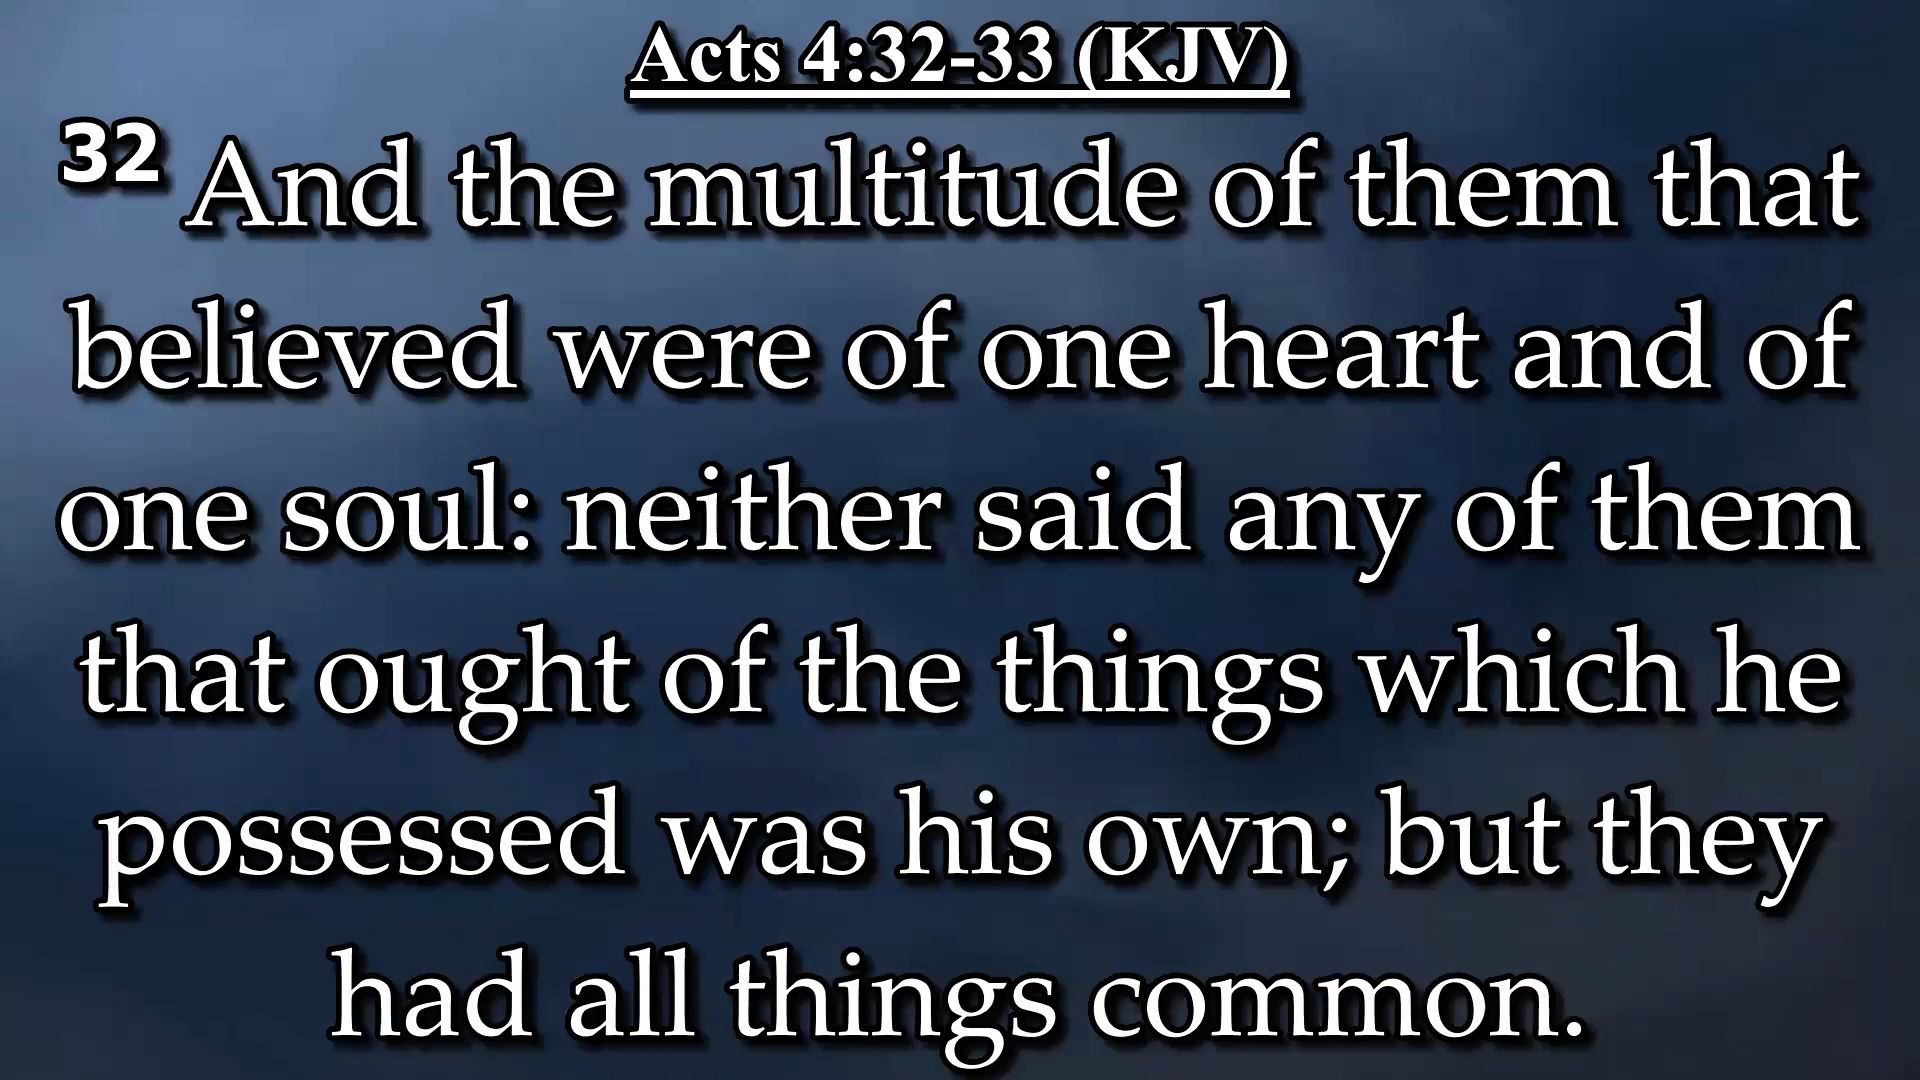 Acts 4:32-33 (KJV)
32 And the multitude of them that
believed were of one heart and of
one soul: neither said any of them
that ought of the things which he
possessed was his own; but they
had all things common.